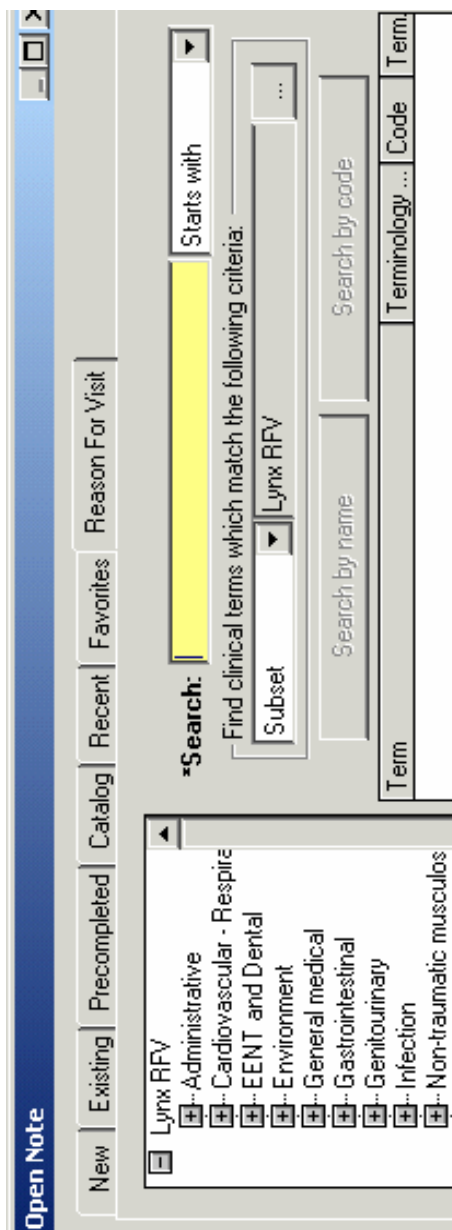 Open Note
New Existing Precompleted Catalog Recent Favorites Reason For Visit
Lynx RFV
Administrative
Cardiovascular - Respira
EENT and Dental
Environment
General medical
Gastrointestinal
Genitourinary
Infection
Non-traumatic musculos
*Search: Starts with
Find clinical terms which match the following criteria:
Subset Lynx RFV ...
Search by name Search by code
Term Terminology ... Code Term.